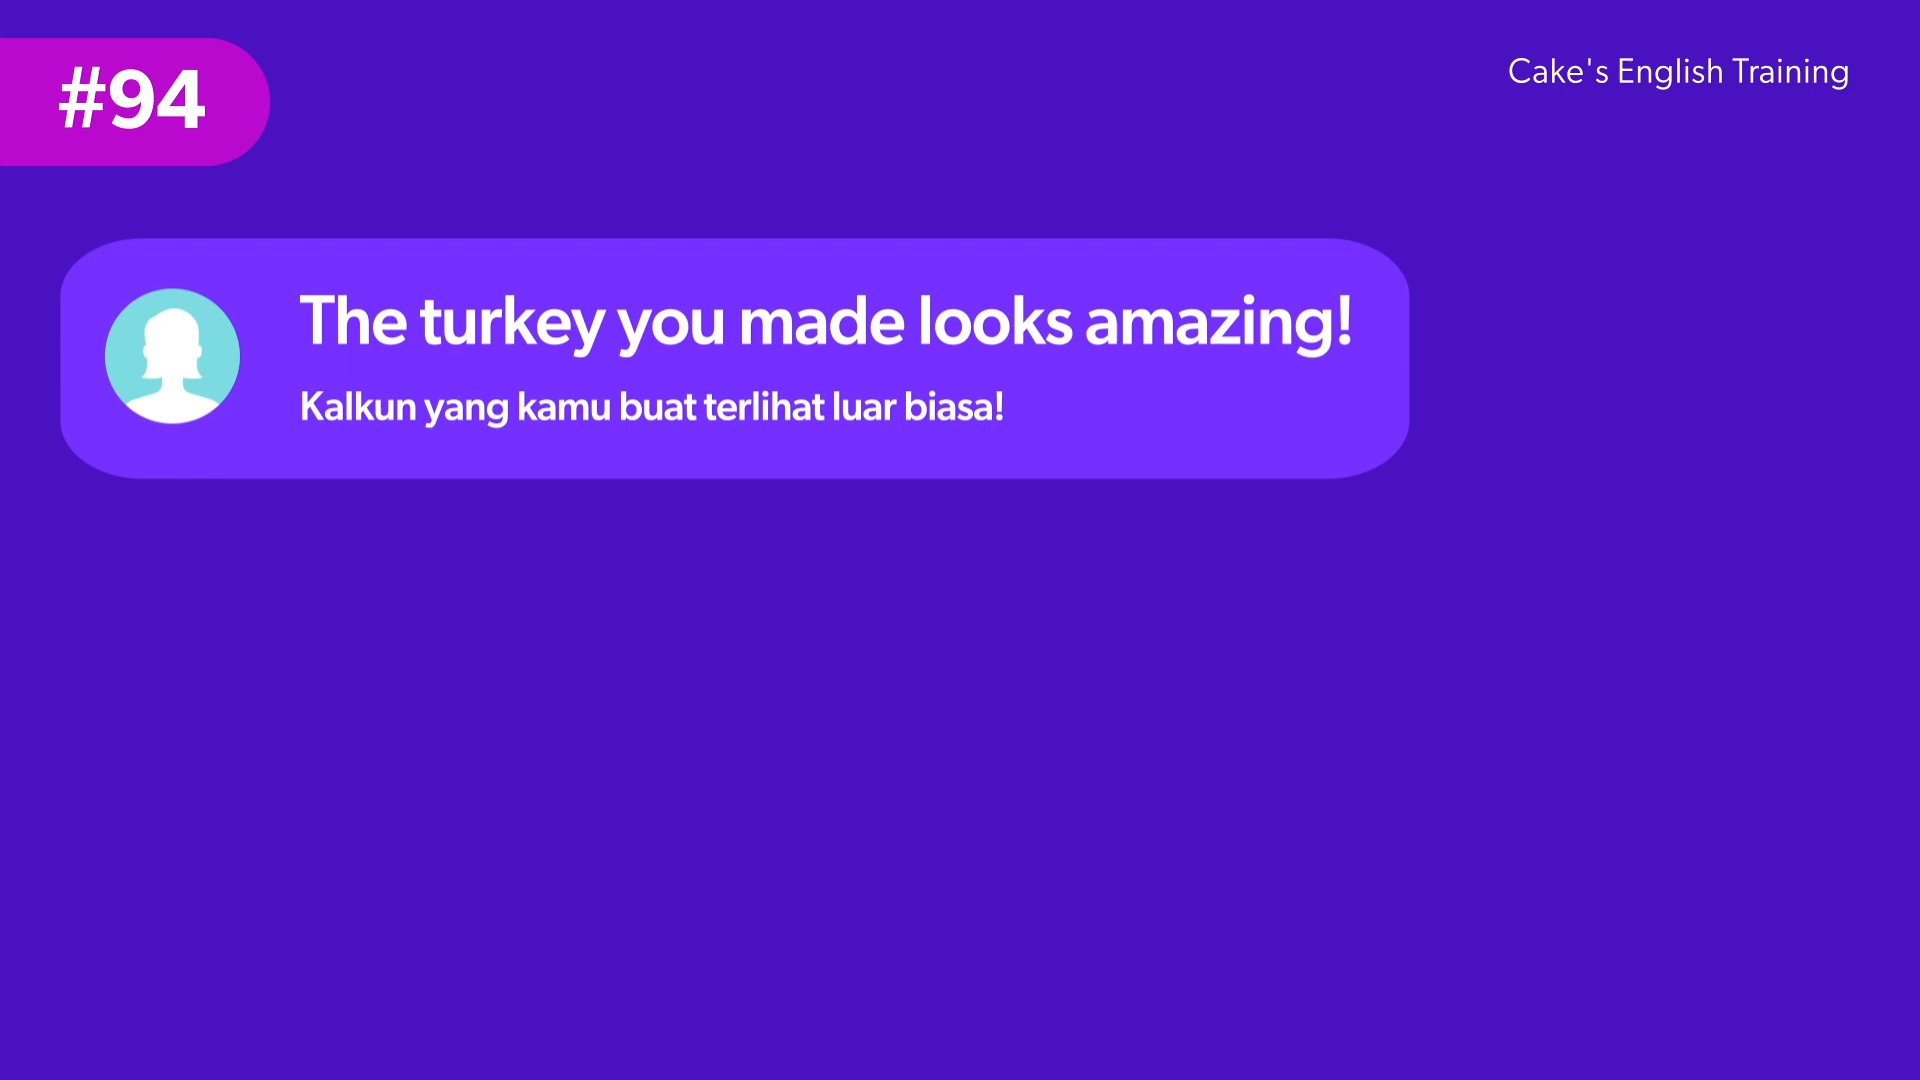 #94
Cake's English Training
The turkey you made looks amazing!
Kalkun yang kamu buat terlihat luar biasa!